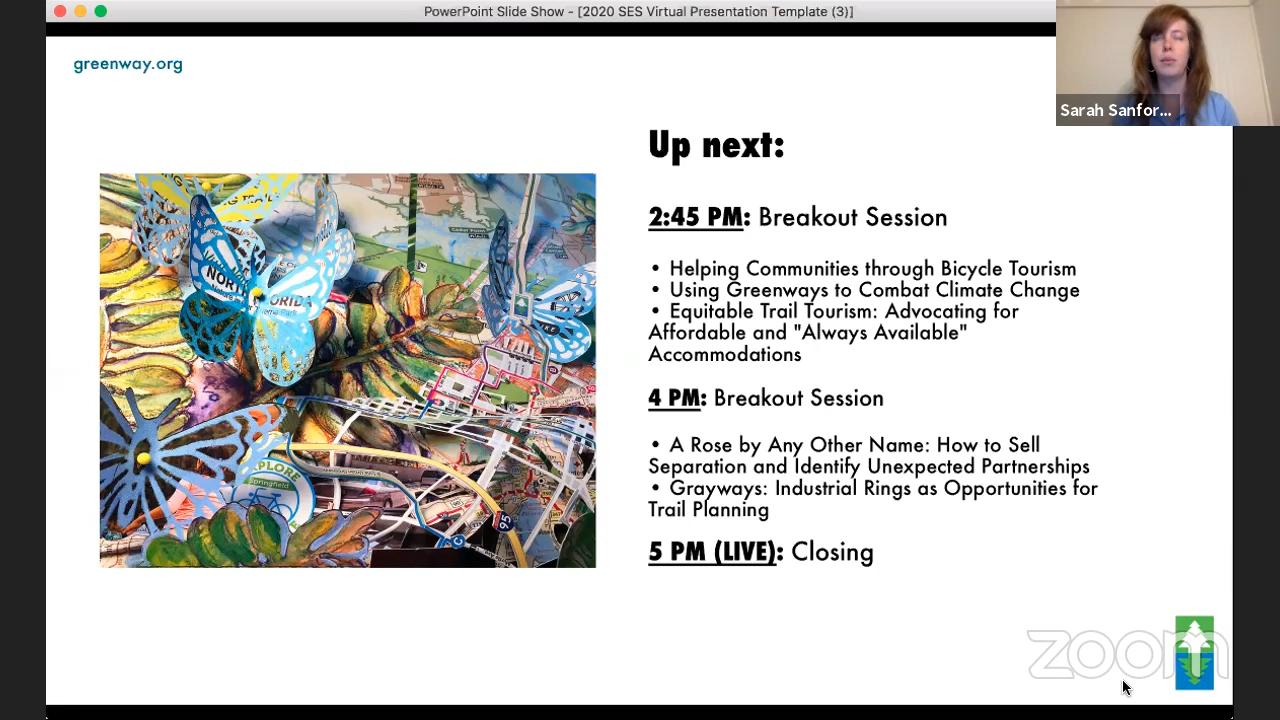 PowerPoint Slide Show - [2020 SES Virtual Presentation Template (3)]
greenway.org
Sarah Sanfor...
Up next:
2:45 PM: Breakout Session
• Helping Communities through Bicycle Tourism
• Using Greenways to Combat Climate Change
• Equitable Trail Tourism: Advocating for
Affordable and "Always Available"
Accommodations
4 PM: Breakout Session
• A Rose by Any Other Name: How to Sell
Separation and Identify Unexpected Partnerships
• Grayways: Industrial Rings as Opportunities for
Trail Planning
5 PM (LIVE): Closing
EXPLORE
Springfield
95
zoom